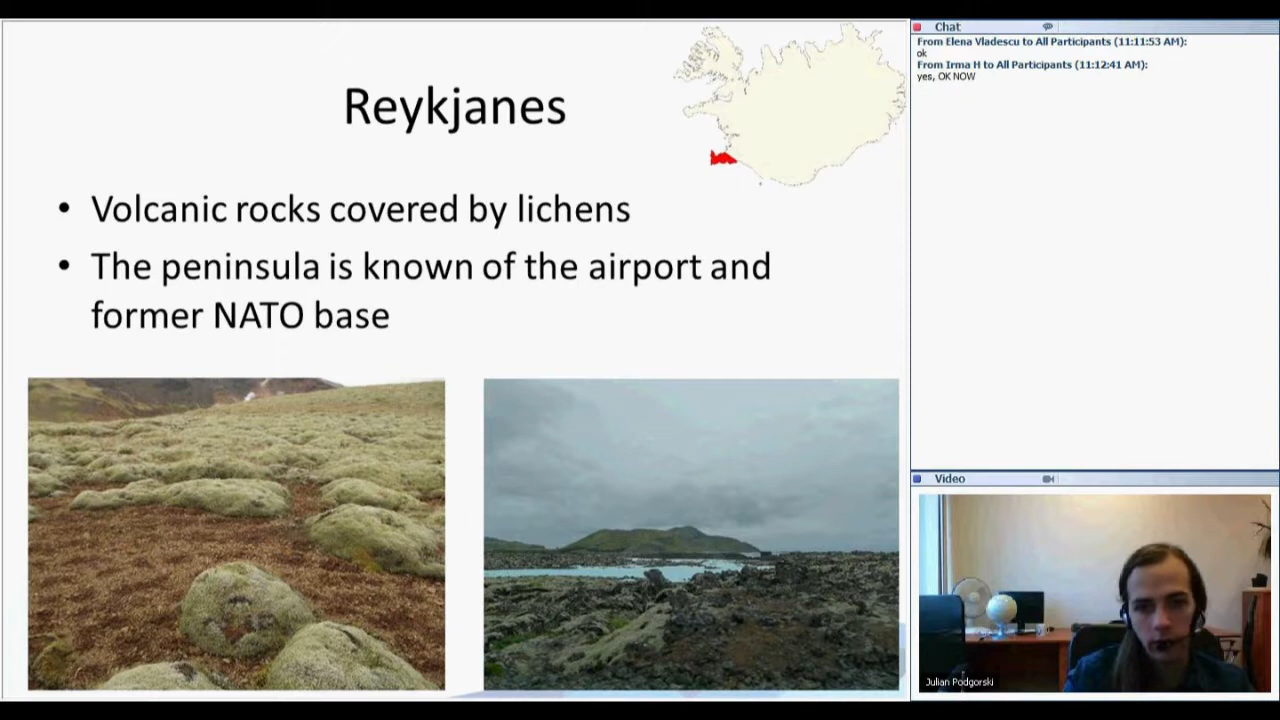 Reykjanes
• Volcanic rocks covered by lichens
• The peninsula is known of the airport and
former NATO base
Chat
From Elena Vladescu to All Participants (11:11:53 AM):
ok
From Irma H to All Participants (11:12:41 AM):
yes, OK NOW
Video
Julian Podgorski